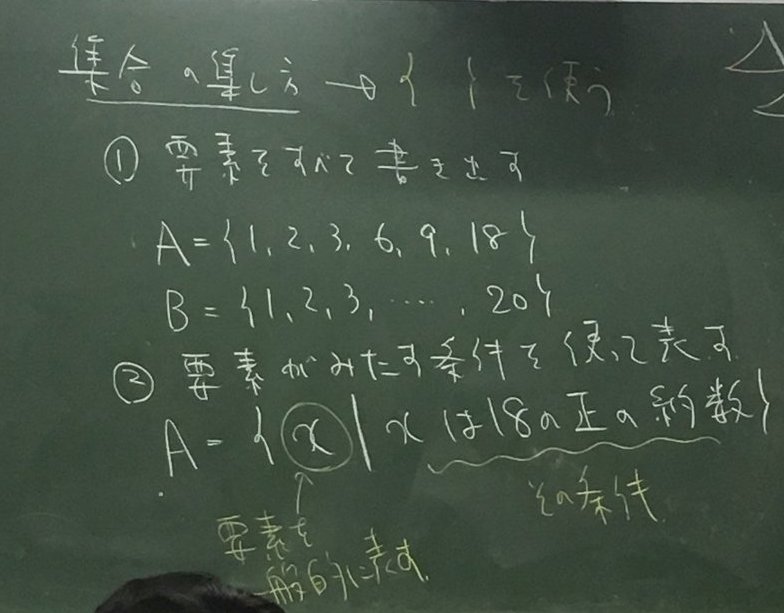 集合の集し方 → { } を使う
① 要素をすべて書き出す
A = {1, 2, 3, 6, 9, 18}
B = {1, 2, 3, ‥‥, 20}
② 要素がみたす条件を使って表す
A = { x | x は18の正の約数}
その条件
要素を
一般的に表す.